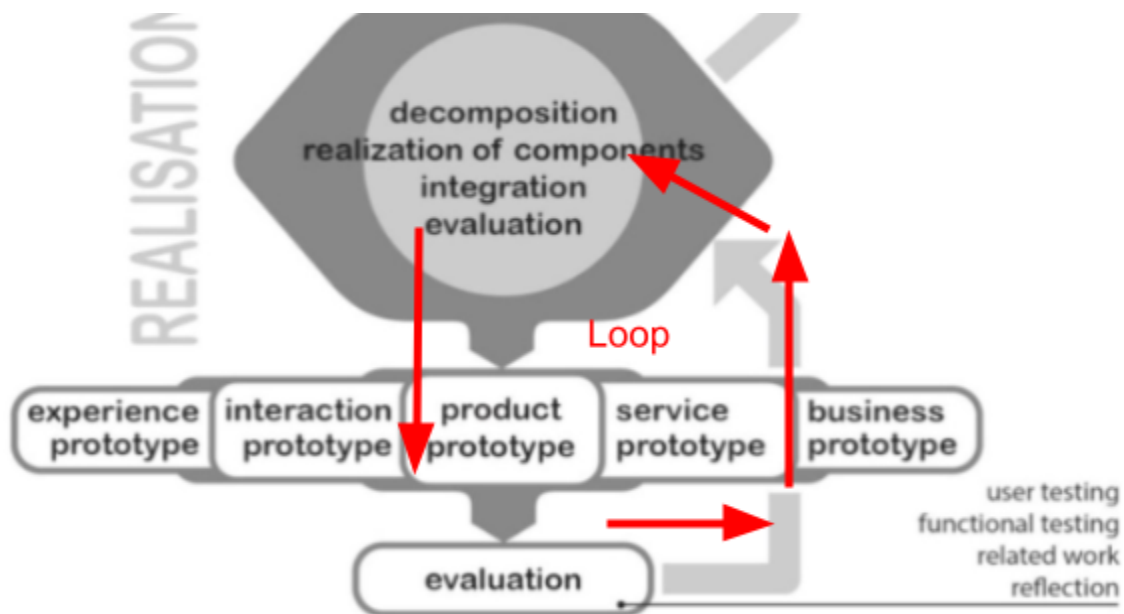 REALISATION
decomposition
realization of components
integration
evaluation
Loop
experience
prototype
interaction
prototype
product
prototype
service
prototype
business
prototype
user testing
functional testing
related work
reflection
evaluation